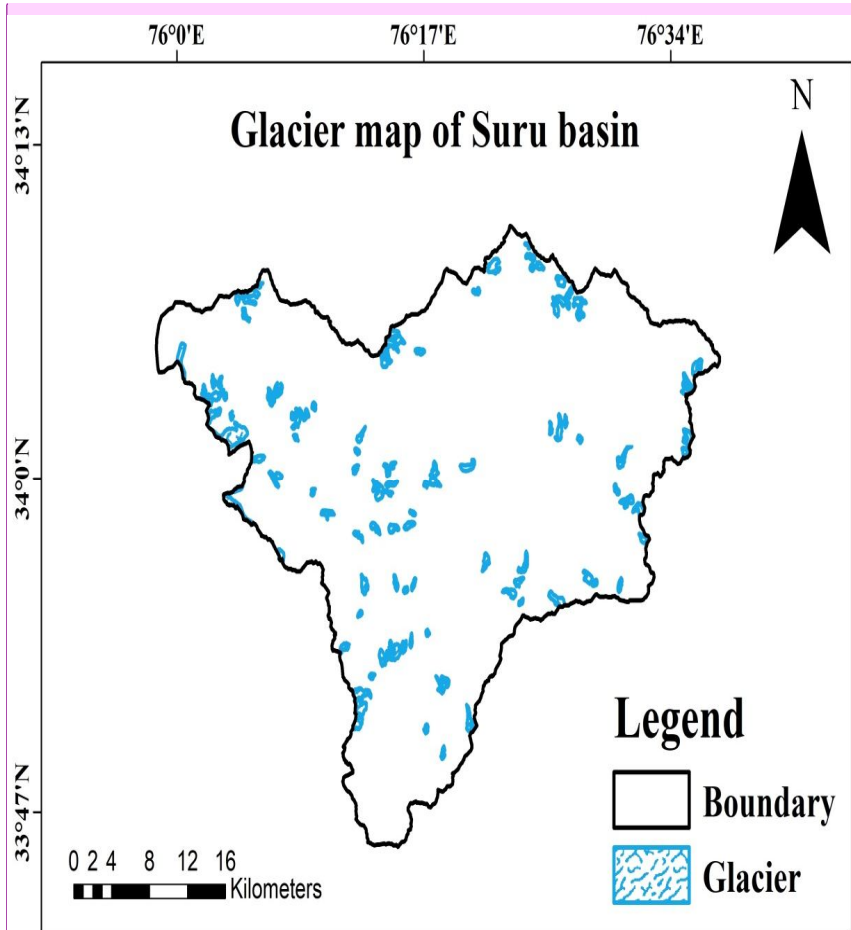 76°0'E 76°17'E 76°34'E
N
Glacier map of Suru basin
34°13'N
34°0'N
33°47'N
Legend
Boundary
Glacier
0 2 4 8 12 16
Kilometers